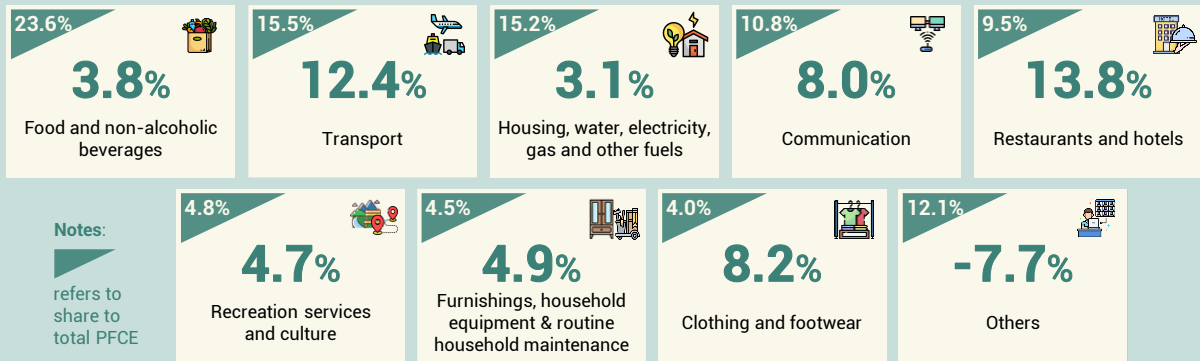 23.6%
3.8%
Food and non-alcoholic
beverages
15.5%
12.4%
Transport
15.2%
3.1%
Housing, water, electricity,
gas and other fuels
10.8%
8.0%
Communication
9.5%
13.8%
Restaurants and hotels
Notes:
refers to
share to
total PFCE
4.8%
4.7%
Recreation services
and culture
4.5%
4.9%
Furnishings, household
equipment & routine
household maintenance
4.0%
8.2%
Clothing and footwear
12.1%
-7.7%
Others